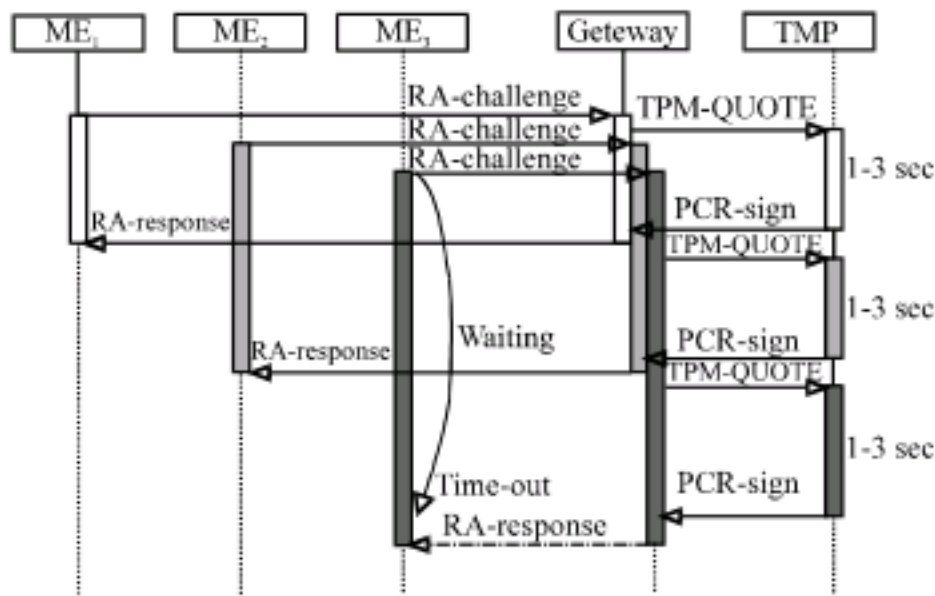 ME1 ME2 ME3 Geteway TMP
RA-challenge
TPM-QUOTE
RA-challenge
RA-challenge
1-3 sec
RA-response
PCR-sign
TPM-QUOTE
1-3 sec
Waiting
RA-response
PCR-sign
TPM-QUOTE
1-3 sec
Time-out
PCR-sign
RA-response